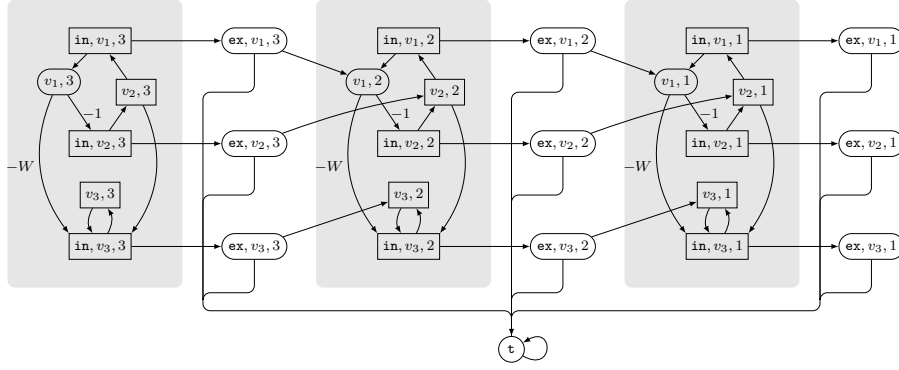 in, v₁, 3
ex, v₁, 3
in, v₁, 2
ex, v₁, 2
in, v₁, 1
ex, v₁, 1
v₁, 3
v₂, 3
v₁, 2
v₂, 2
v₁, 1
v₂, 1
−1
−1
−1
in, v₂, 3
ex, v₂, 3
in, v₂, 2
ex, v₂, 2
in, v₂, 1
ex, v₂, 1
−W
−W
−W
v₃, 3
v₃, 2
v₃, 1
in, v₃, 3
ex, v₃, 3
in, v₃, 2
ex, v₃, 2
in, v₃, 1
ex, v₃, 1
t